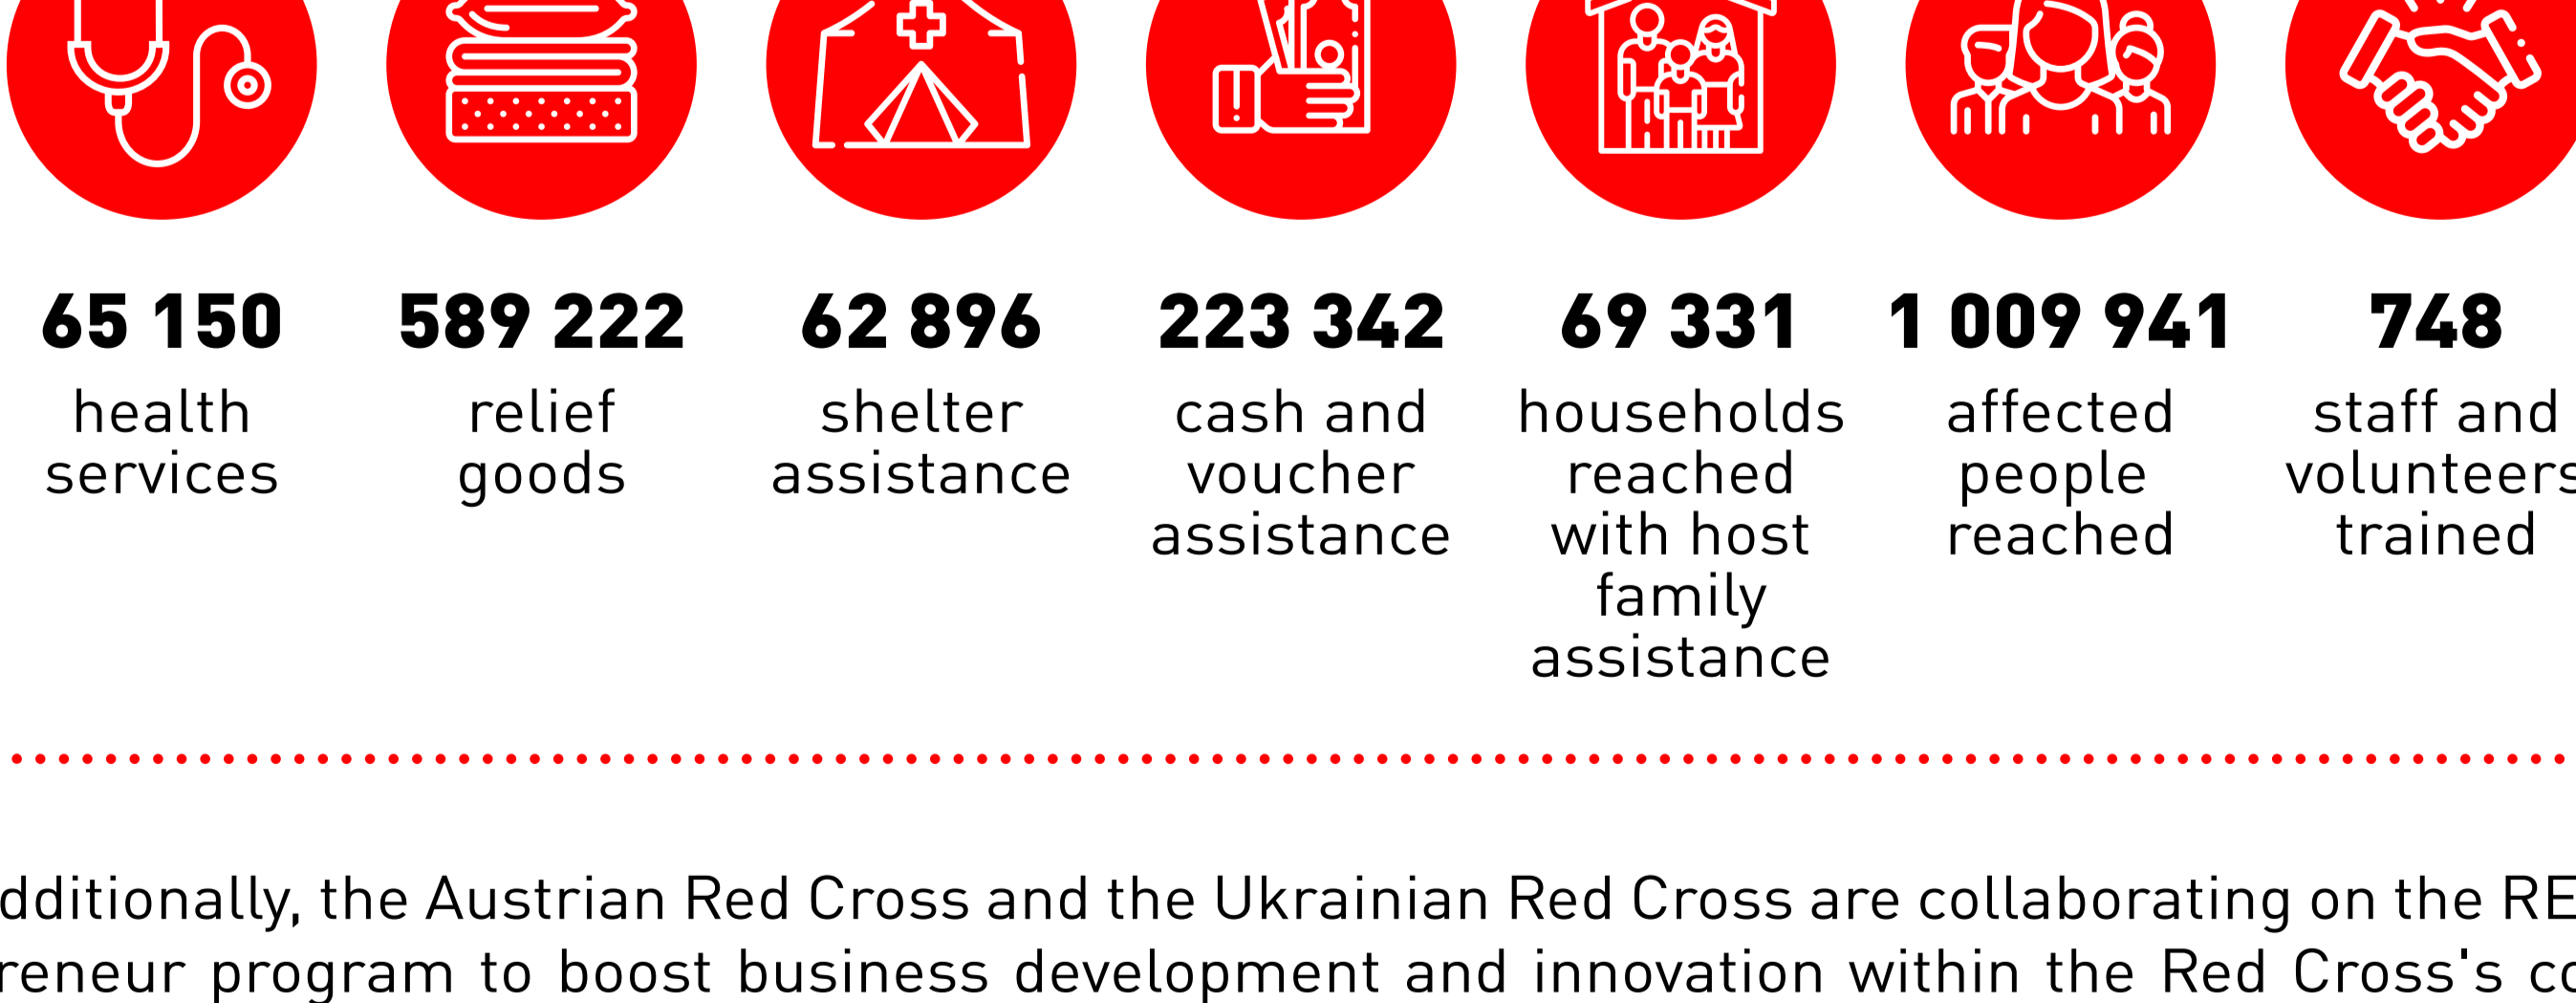 65 150 589 222 62 896 223 342 69 331 1 009 941 748
health relief shelter cash and households affected staff and
services goods assistance voucher reached people volunteers
assistance with host reached trained
family
assistance
dditionally, the Austrian Red Cross and the Ukrainian Red Cross are collaborating on the RE
reneur program to boost business development and innovation within the Red Cross's co